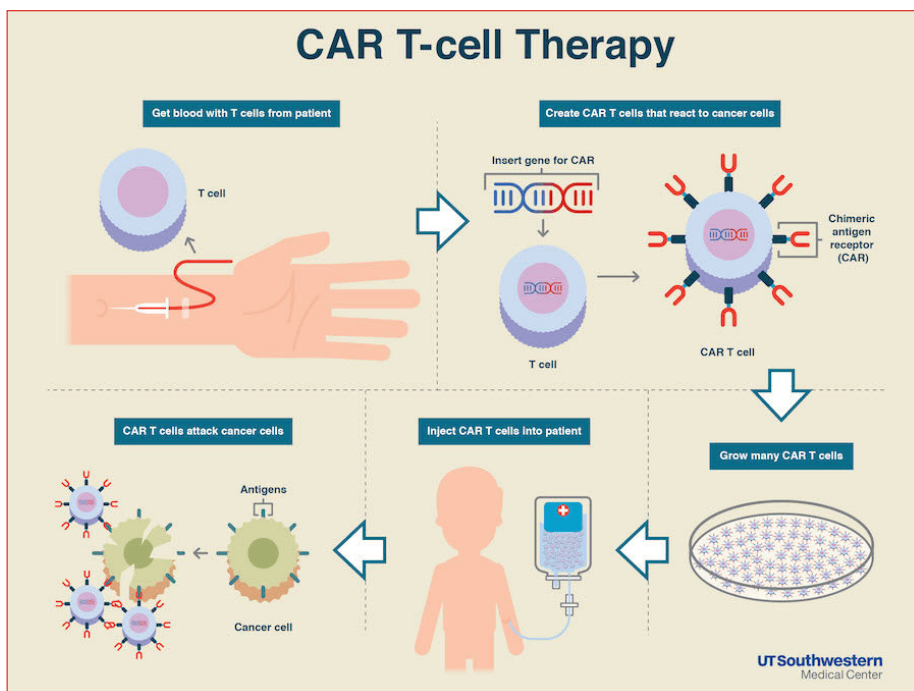 CAR T-cell Therapy
Get blood with T cells from patient
T cell
Create CAR T cells that react to cancer cells
Insert gene for CAR
T cell
Chimeric
antigen
receptor
(CAR)
CAR T cell
Grow many CAR T cells
Inject CAR T cells into patient
CAR T cells attack cancer cells
Antigens
Cancer cell
UTSouthwestern
Medical Center